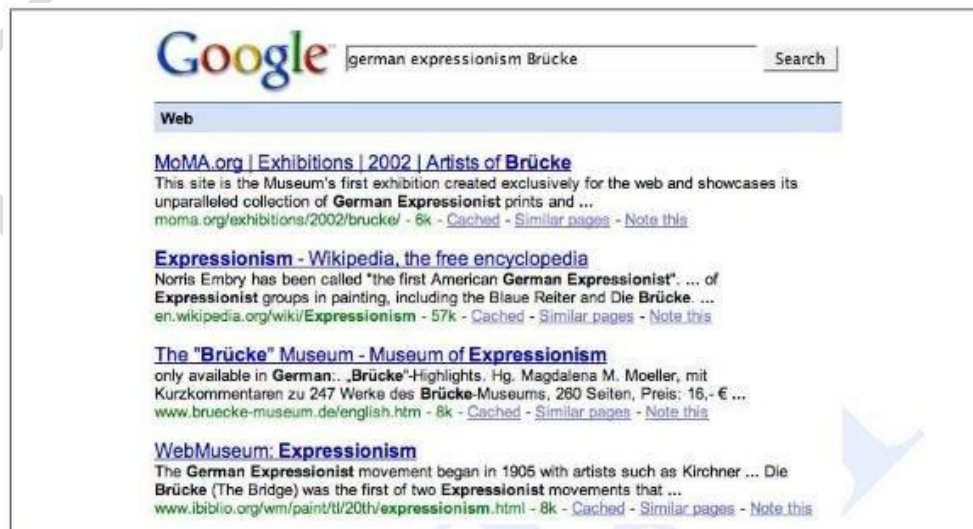 Google™ german expressionism Brücke Search
Web
MoMA.org | Exhibitions | 2002 | Artists of Brücke
This site is the Museum's first exhibition created exclusively for the web and showcases its
unparalleled collection of German Expressionist prints and ...
moma.org/exhibitions/2002/brucke/ - 6k - Cached - Similar pages - Note this
Expressionism - Wikipedia, the free encyclopedia
Norris Embry has been called "the first American German Expressionist". ... of
Expressionist groups in painting, including the Blaue Reiter and Die Brücke. ...
en.wikipedia.org/wiki/Expressionism - 57k - Cached - Similar pages - Note this
The "Brücke" Museum - Museum of Expressionism
only available in German:. „Brücke"-Highlights. Hg. Magdalena M. Moeller, mit
Kurzkommentaren zu 247 Werke des Brücke-Museums, 260 Seiten, Preis: 16,- € ...
www.bruecke-museum.de/english.htm - 8k - Cached - Similar pages - Note this
WebMuseum: Expressionism
The German Expressionist movement began in 1905 with artists such as Kirchner ... Die
Brücke (The Bridge) was the first of two Expressionist movements that ...
www.ibiblio.org/wm/paint/tl/20th/expressionism.html - 8k - Cached - Similar pages - Note this